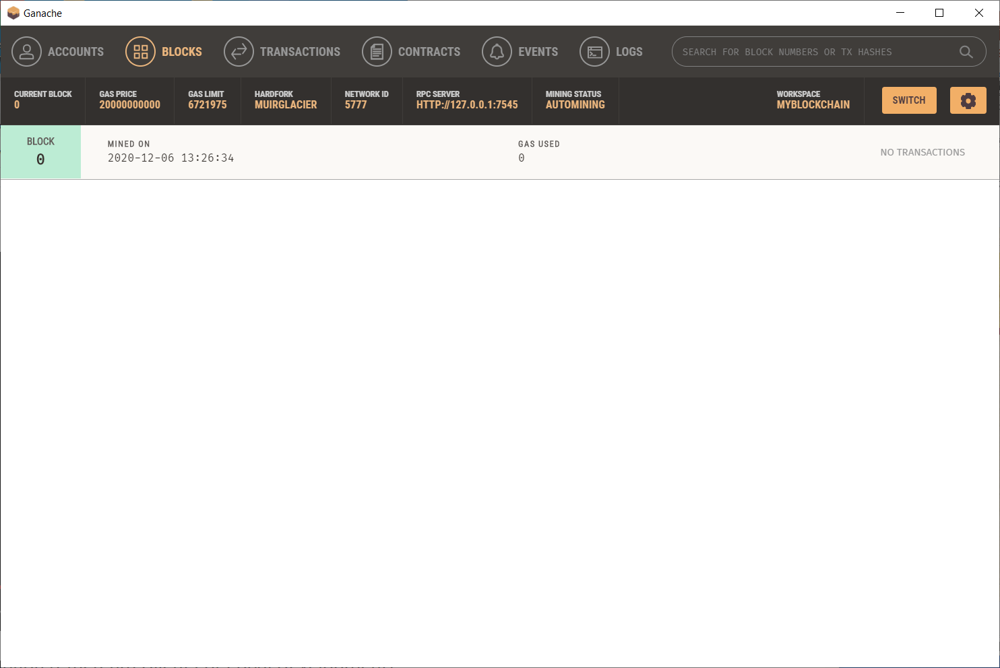 Ganache
ACCOUNTS BLOCKS TRANSACTIONS CONTRACTS EVENTS LOGS SEARCH FOR BLOCK NUMBERS OR TX HASHES
CURRENT BLOCK GAS PRICE GAS LIMIT HARDFORK NETWORK ID RPC SERVER MINING STATUS WORKSPACE
0 20000000000 6721975 MUIRGLACIER 5777 HTTP://127.0.0.1:7545 AUTOMINING MYBLOCKCHAIN SWITCH
BLOCK MINED ON GAS USED
0 2020-12-06 13:26:34 0 NO TRANSACTIONS